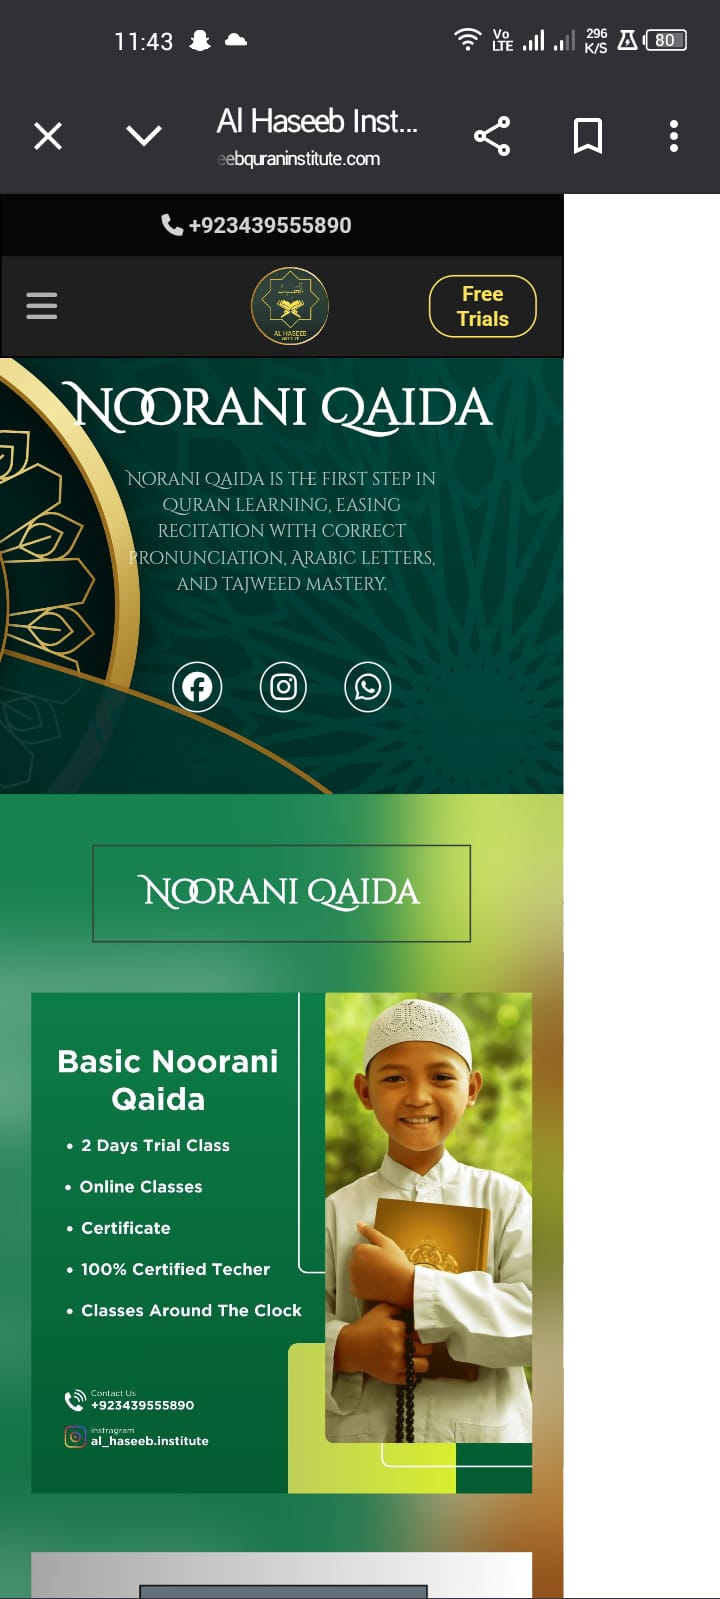 11:43
Vo
LTE
296
K/S
80
Al Haseeb Inst...
eebquraninstitute.com
+923439555890
AL HASEEB
Free
Trials
NOORANI QAIDA
NORANI QAIDA IS THE FIRST STEP IN
QURAN LEARNING, EASING
RECITATION WITH CORRECT
PRONUNCIATION, ARABIC LETTERS,
AND TAJWEED MASTERY.
NOORANI QAIDA
Basic Noorani
Qaida
• 2 Days Trial Class
• Online Classes
• Certificate
• 100% Certified Techer
• Classes Around The Clock
Contact Us
+923439555890
instragram
al_haseeb.institute